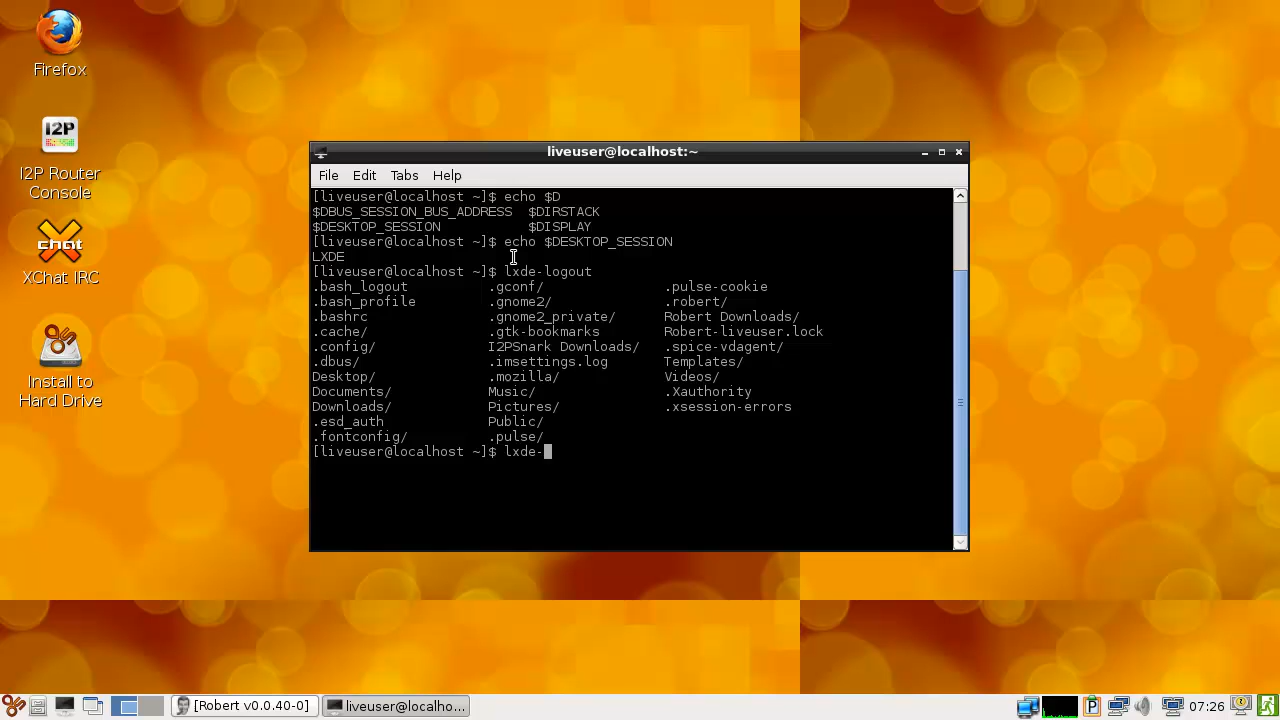 Firefox
I2P
I2P Router
Console
chat
XChat IRC
Install to
Hard Drive
liveuser@localhost:~
File Edit Tabs Help
[liveuser@localhost ~]$ echo $D
$DBUS_SESSION_BUS_ADDRESS $DIRSTACK
$DESKTOP_SESSION $DISPLAY
[liveuser@localhost ~]$ echo $DESKTOP_SESSION
LXDE
[liveuser@localhost ~]$ lxde-logout
.bash_logout .gconf/ .pulse-cookie
.bash_profile .gnome2/ .robert/
.bashrc .gnome2_private/ Robert Downloads/
.cache/ .gtk-bookmarks Robert-liveuser.lock
.config/ I2PSnark Downloads/ .spice-vdagent/
.dbus/ .imsettings.log Templates/
Desktop/ .mozilla/ Videos/
Documents/ Music/ .Xauthority
Downloads/ Pictures/ .xsession-errors
.esd_auth Public/
.fontconfig/ .pulse/
[liveuser@localhost ~]$ lxde-
[Robert v0.0.40-0] liveuser@localho... P 07:26